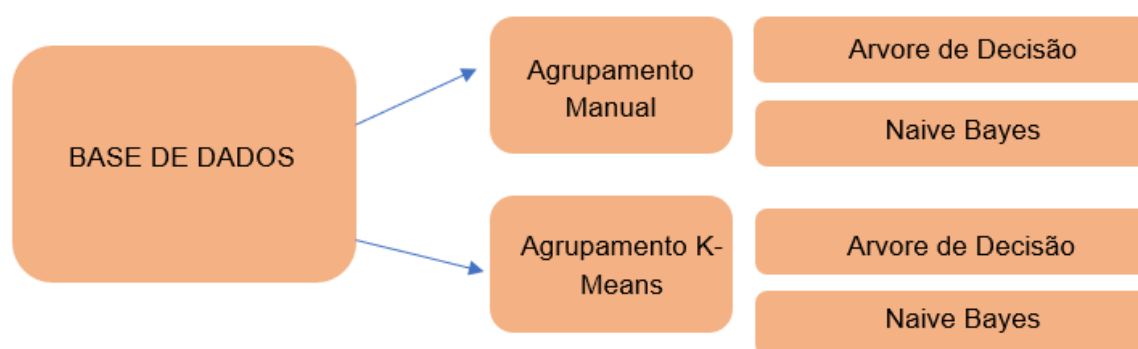 BASE DE DADOS
Agrupamento
Manual
Arvore de Decisão
Naive Bayes
Agrupamento K-
Means
Arvore de Decisão
Naive Bayes